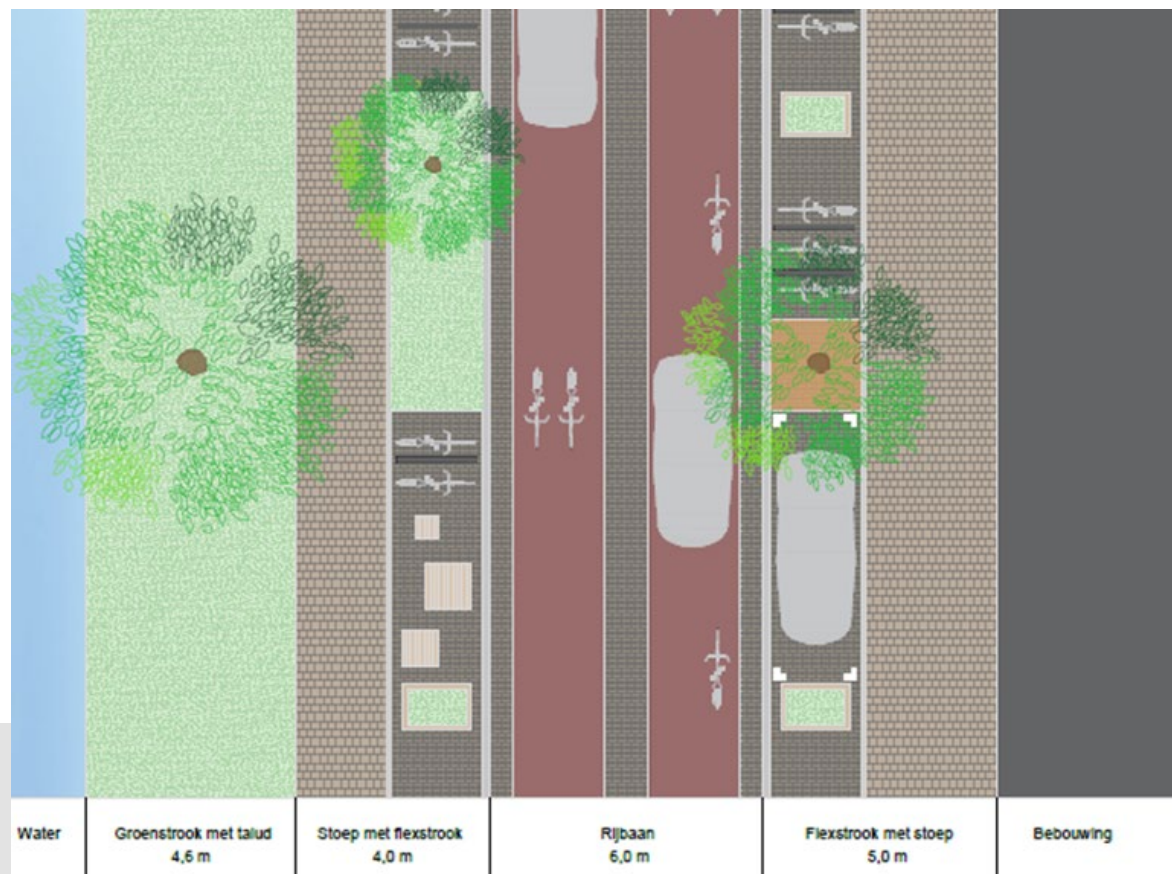 Water
Groenstrook met talud
4,6 m
Stoep met flexstrook
4,0 m
Rijbaan
6,0 m
Flexstrook met stoep
5,0 m
Bebouwing